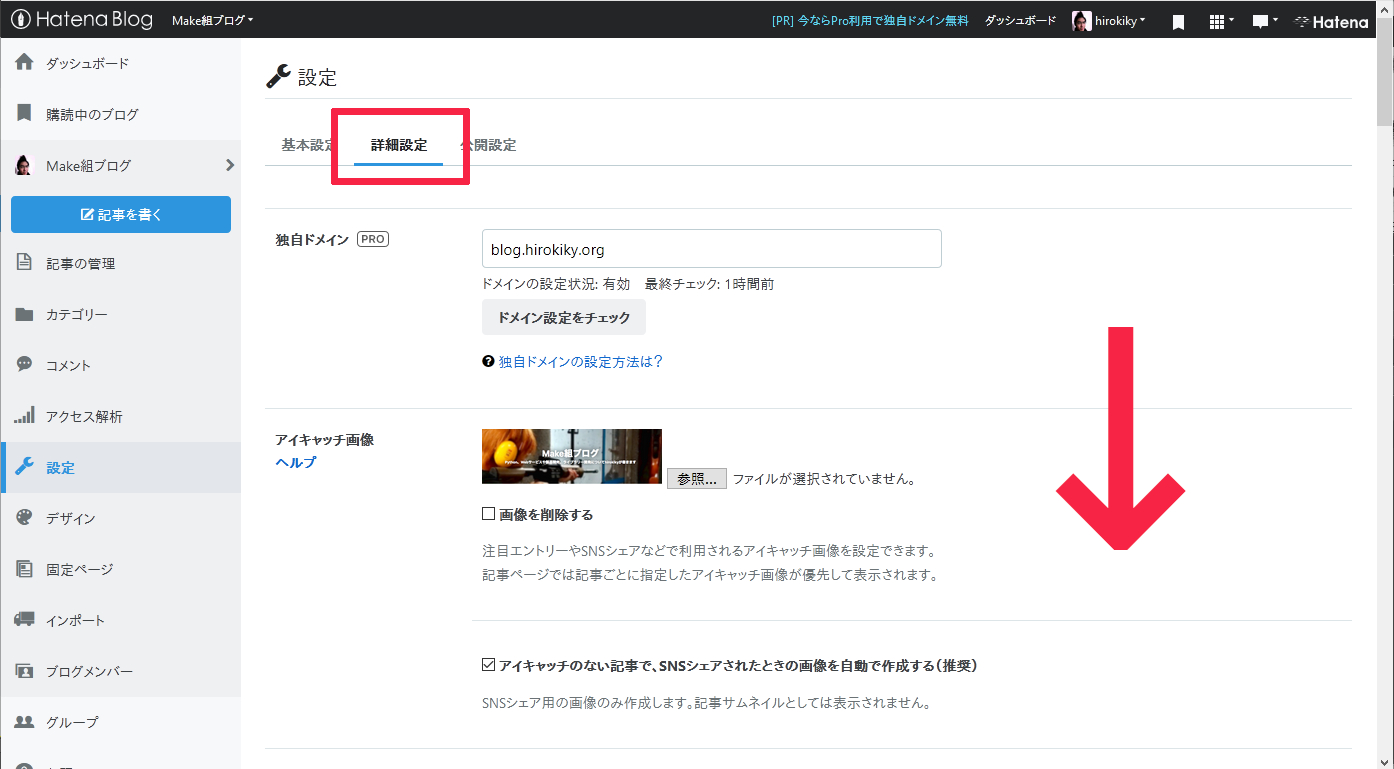 Hatena Blog
Make組ブログ
[PR] 今ならPro利用で独自ドメイン無料
ダッシュボード
hirokiky
Hatena
ダッシュボード
購読中のブログ
Make組ブログ
記事を書く
記事の管理
カテゴリー
コメント
アクセス解析
設定
デザイン
固定ページ
インポート
ブログメンバー
グループ
設定
基本設定
詳細設定
公開設定
独自ドメイン PRO
blog.hirokiky.org
ドメインの設定状況: 有効 最終チェック: 1時間前
ドメイン設定をチェック
独自ドメインの設定方法は?
アイキャッチ画像
ヘルプ
Make組ブログ
参照... ファイルが選択されていません。
画像を削除する
注目エントリーやSNSシェアなどで利用されるアイキャッチ画像を設定できます。
記事ページでは記事ごとに指定したアイキャッチ画像が優先して表示されます。
アイキャッチのない記事で、SNSシェアされたときの画像を自動で作成する(推奨)
SNSシェア用の画像のみ作成します。記事サムネイルとしては表示されません。